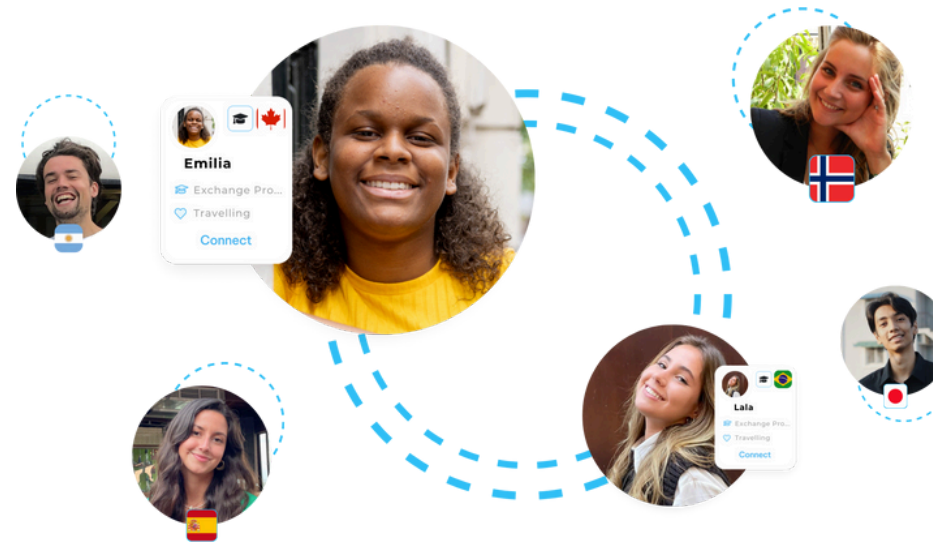 Emilia
Exchange Pro...
Travelling
Connect
Lala
Exchange Pro...
Travelling
Connect